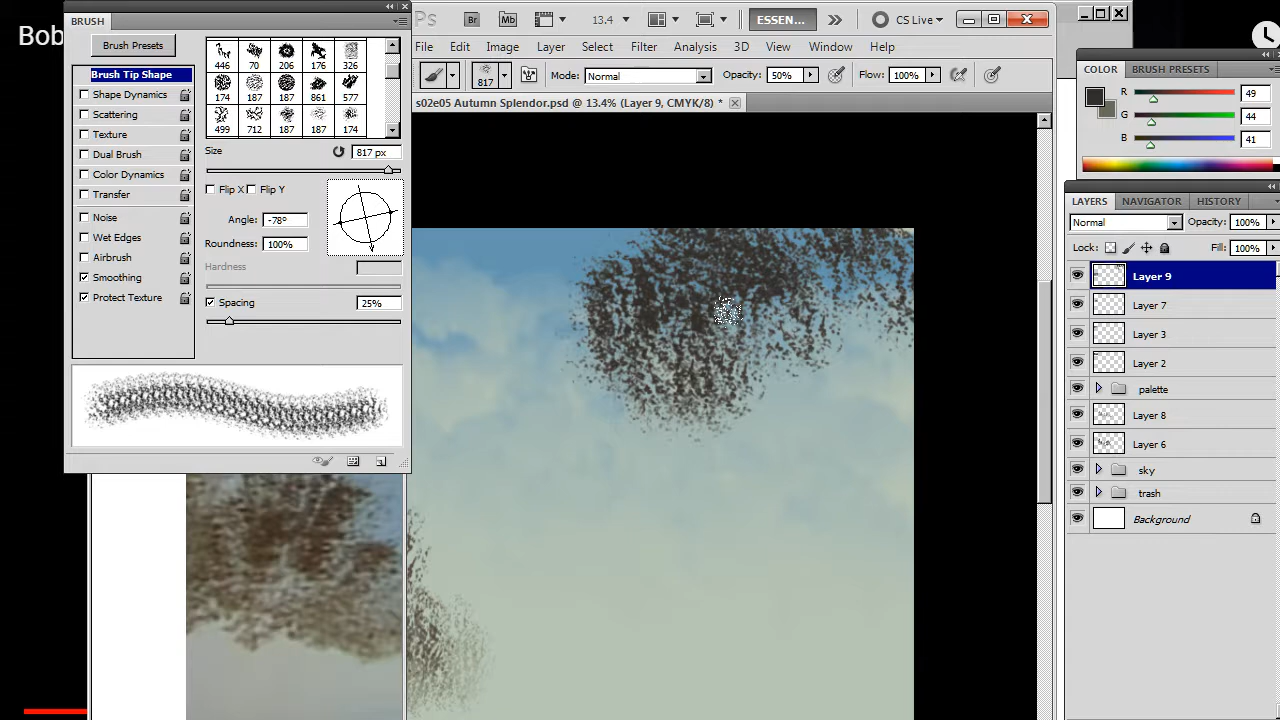 Bob
BRUSH
Brush Presets
Brush Tip Shape
Shape Dynamics
Scattering
Texture
Dual Brush
Color Dynamics
Transfer
Noise
Wet Edges
Airbrush
Smoothing
Protect Texture
446 70 206 176 326
174 187 187 861 577
499 712 187 187 174
Size 817 px
Flip X Flip Y
Angle: -78º
Roundness: 100%
Hardness
Spacing 25%
Ps Br Mb 13.4 ESSEN... CS Live
File Edit Image Layer Select Filter Analysis 3D View Window Help
817 Mode: Normal Opacity: 50% Flow: 100%
s02e05 Autumn Splendor.psd @ 13.4% (Layer 9, CMYK/8) *
COLOR BRUSH PRESETS
R 49
G 44
B 41
LAYERS NAVIGATOR HISTORY
Normal Opacity: 100%
Lock: Fill: 100%
Layer 9
Layer 7
Layer 3
Layer 2
palette
Layer 8
Layer 6
sky
trash
Background